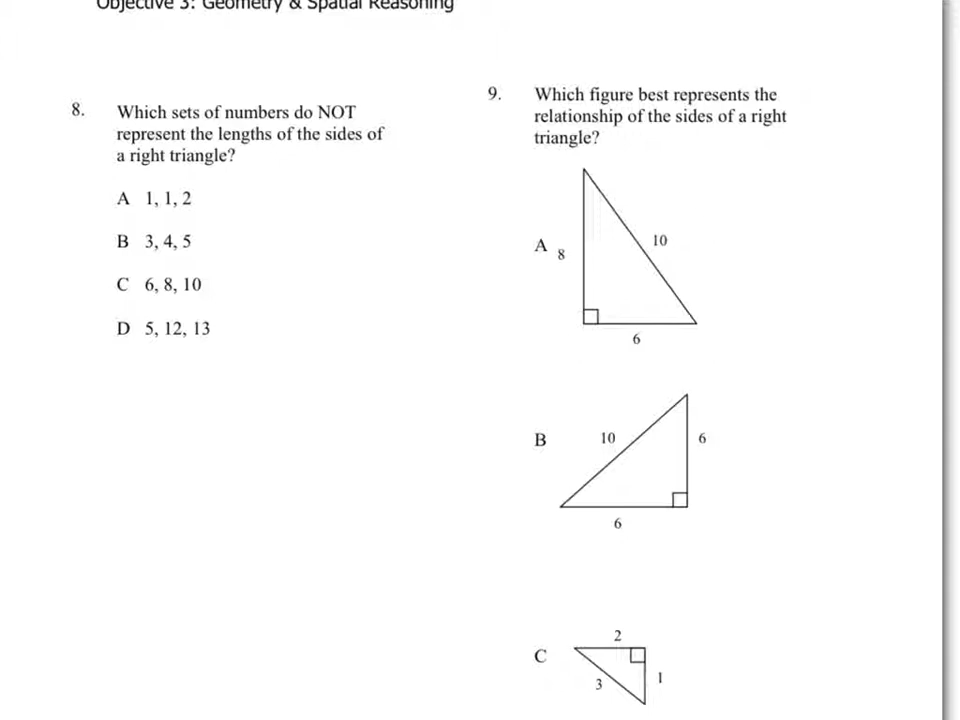 Objective 3: Geometry & Spatial Reasoning
8. Which sets of numbers do NOT
represent the lengths of the sides of
a right triangle?
A 1, 1, 2
B 3, 4, 5
C 6, 8, 10
D 5, 12, 13
9. Which figure best represents the
relationship of the sides of a right
triangle?
A 8
10
6
B 10 6
6
2
C
3 1